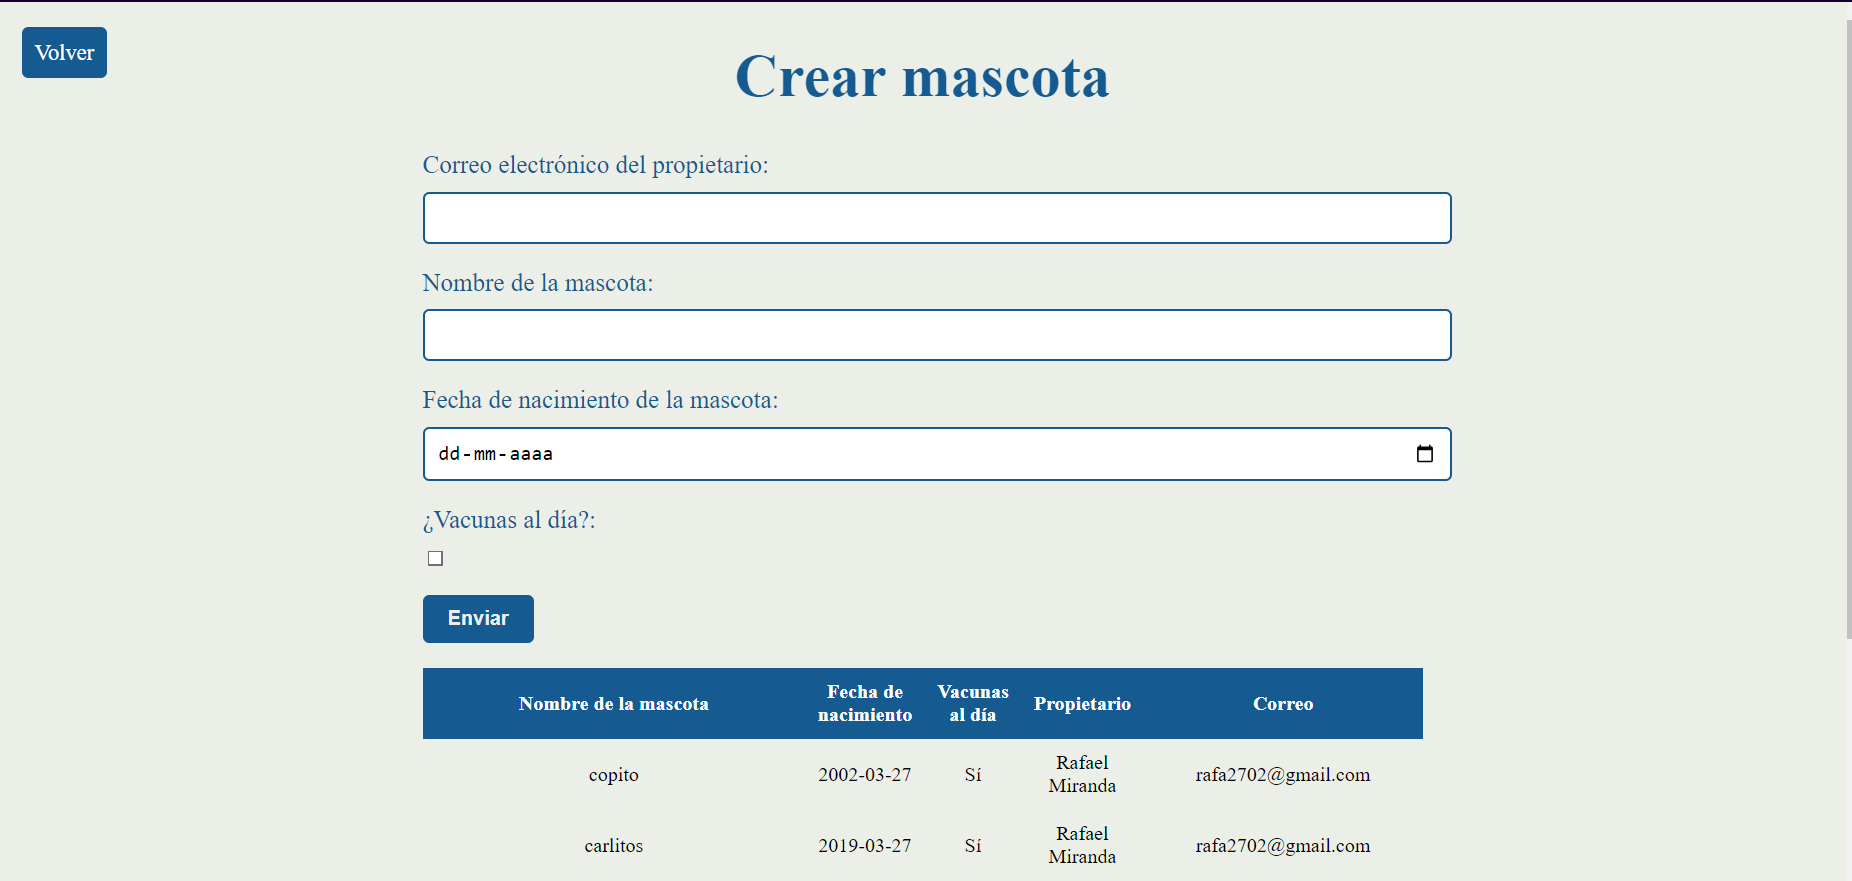 Volver
Crear mascota
Correo electrónico del propietario:
Nombre de la mascota:
Fecha de nacimiento de la mascota:
dd-mm-aaaa
¿Vacunas al día?:
Enviar
Nombre de la mascota
Fecha de
nacimiento
Vacunas
al día
Propietario
Correo
copito
2002-03-27
Sí
Rafael
Miranda
rafa2702@gmail.com
carlitos
2019-03-27
Sí
Rafael
Miranda
rafa2702@gmail.com